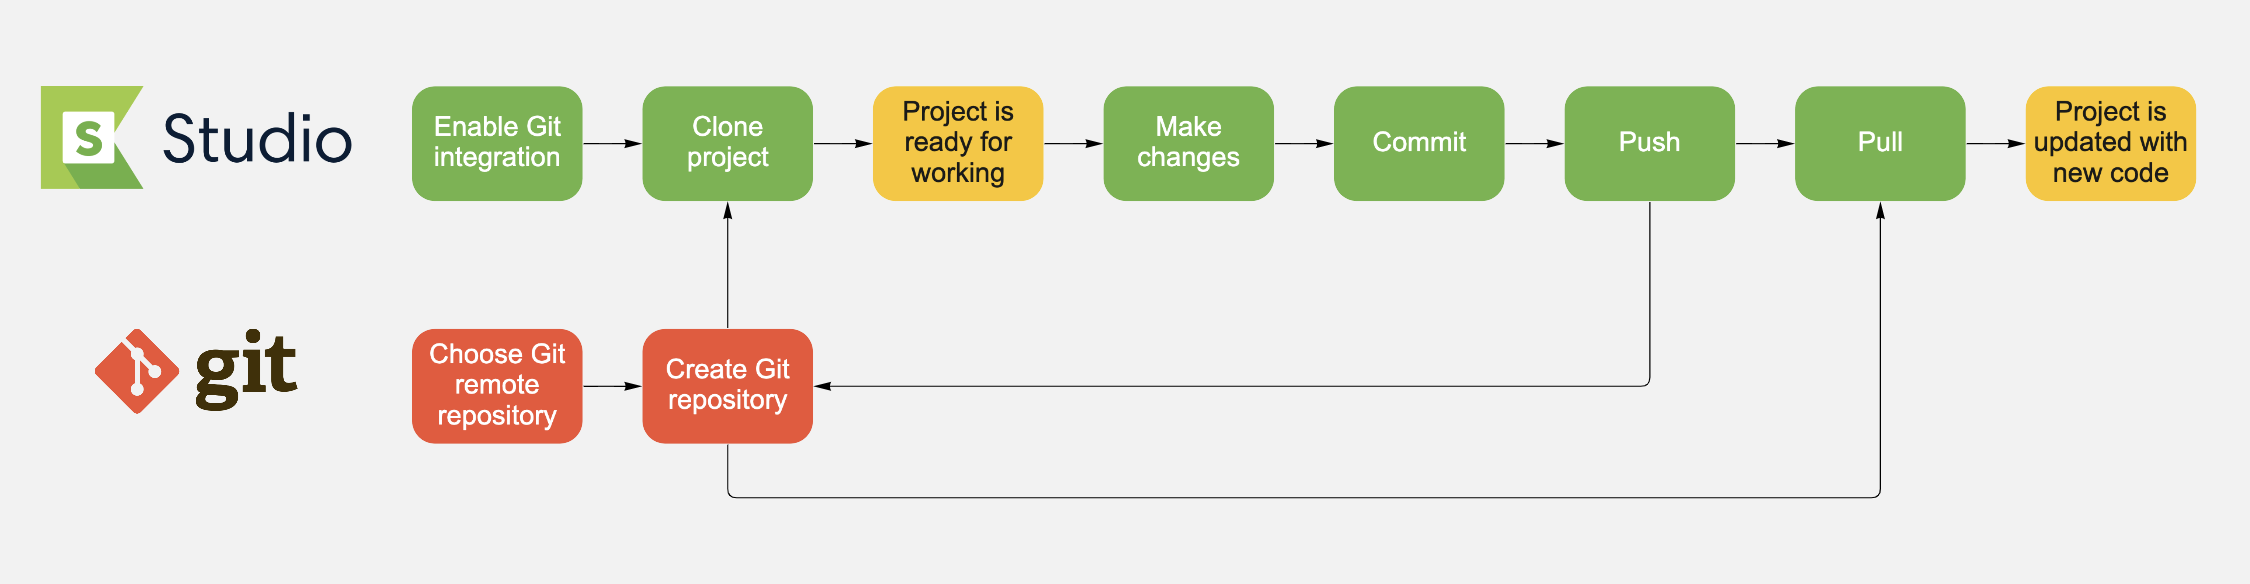 S Studio
Enable Git
integration
Clone
project
Project is
ready for
working
Make
changes
Commit
Push
Pull
Project is
updated with
new code
git
Choose Git
remote
repository
Create Git
repository